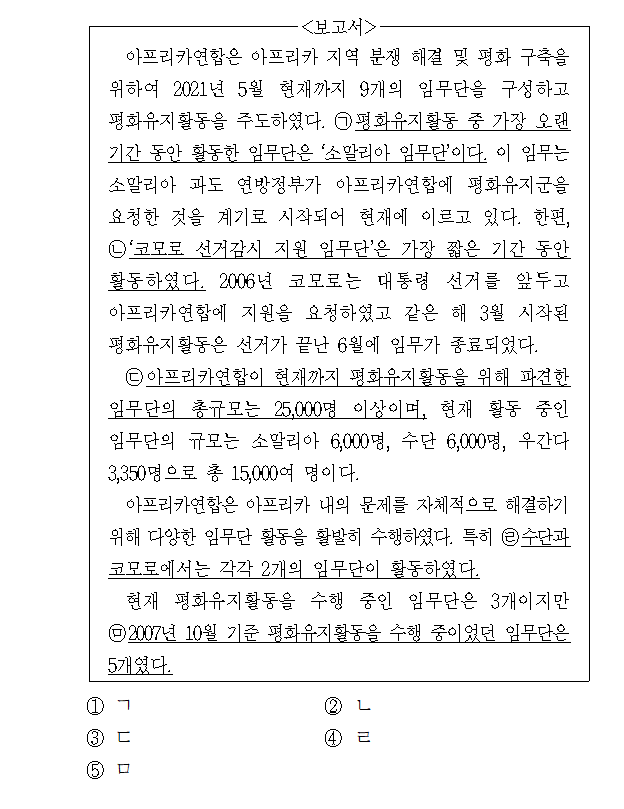 <보고서>
아프리카연합은 아프리카 지역 분쟁 해결 및 평화 구축을
위하여 2021년 5월 현재까지 9개의 임무단을 구성하고
평화유지활동을 주도하였다. ㉠평화유지활동 중 가장 오랜
기간 동안 활동한 임무단은 ‘소말리아 임무단’이다. 이 임무는
소말리아 과도 연방정부가 아프리카연합에 평화유지군을
요청한 것을 계기로 시작되어 현재에 이르고 있다. 한편,
㉡‘코모로 선거감시 지원 임무단’은 가장 짧은 기간 동안
활동하였다. 2006년 코모로는 대통령 선거를 앞두고
아프리카연합에 지원을 요청하였고 같은 해 3월 시작된
평화유지활동은 선거가 끝난 6월에 임무가 종료되었다.
㉢아프리카연합이 현재까지 평화유지활동을 위해 파견한
임무단의 총규모는 25,000명 이상이며, 현재 활동 중인
임무단의 규모는 소말리아 6,000명, 수단 6,000명, 우간다
3,350명으로 총 15,000여 명이다.
아프리카연합은 아프리카 내의 문제를 자체적으로 해결하기
위해 다양한 임무단 활동을 활발히 수행하였다. 특히 ㉣수단과
코모로에서는 각각 2개의 임무단이 활동하였다.
현재 평화유지활동을 수행 중인 임무단은 3개이지만
㉤2007년 10월 기준 평화유지활동을 수행 중이었던 임무단은
5개였다.
① ㄱ ② ㄴ
③ ㄷ ④ ㄹ
⑤ ㅁ